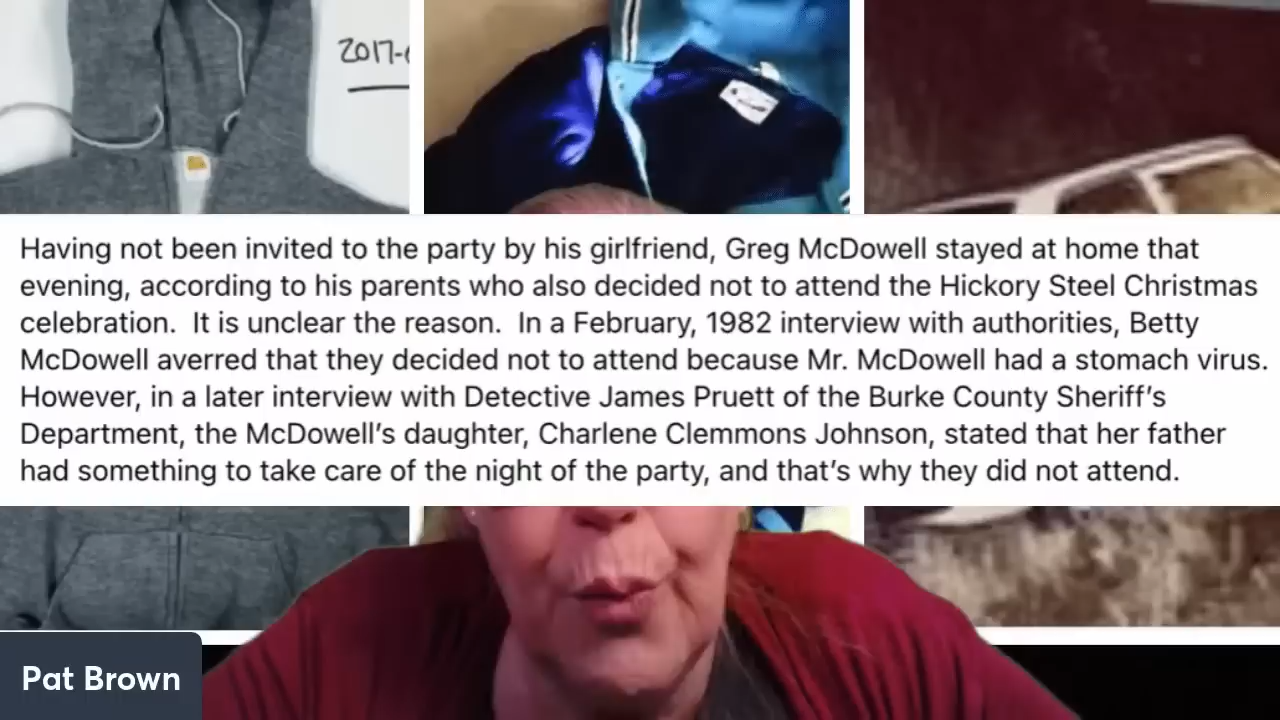 2017-
Having not been invited to the party by his girlfriend, Greg McDowell stayed at home that
evening, according to his parents who also decided not to attend the Hickory Steel Christmas
celebration.  It is unclear the reason.  In a February, 1982 interview with authorities, Betty
McDowell averred that they decided not to attend because Mr. McDowell had a stomach virus.
However, in a later interview with Detective James Pruett of the Burke County Sheriff’s
Department, the McDowell’s daughter, Charlene Clemmons Johnson, stated that her father
had something to take care of the night of the party, and that’s why they did not attend.
Pat Brown